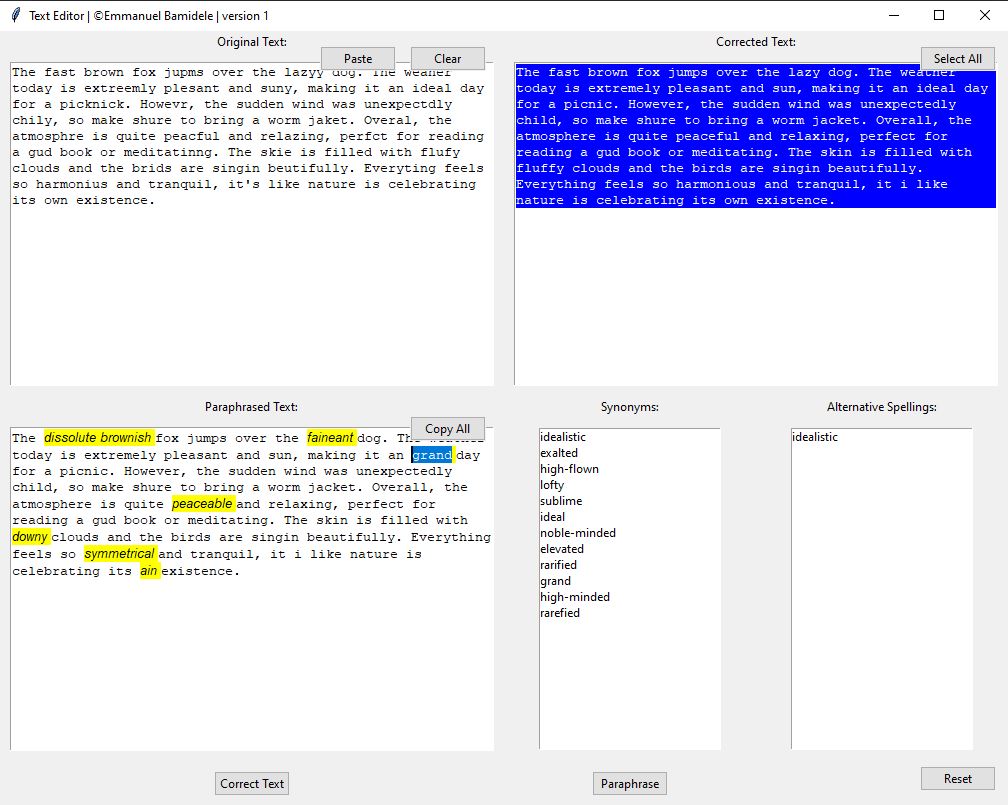 Text Editor | ©Emmanuel Bamidele | version 1
Original Text:
Paste
Clear
The fast brown fox jupms over the lazyy dog. The weaher
today is extreemly plesant and suny, making it an ideal day
for a picknick. Howevr, the sudden wind was unexpectdly
chily, so make shure to bring a worm jaket. Overal, the
atmosphre is quite peacful and relazing, perfct for reading
a gud book or meditatinng. The skie is filled with flufy
clouds and the brids are singin beutifully. Everyting feels
so harmonius and tranquil, it's like nature is celebrating
its own existence.
Corrected Text:
Select All
The fast brown fox jumps over the lazy dog. The weather
today is extremely pleasant and sun, making it an ideal day
for a picnic. However, the sudden wind was unexpectedly
child, so make shure to bring a worm jacket. Overall, the
atmosphere is quite peaceful and relaxing, perfect for
reading a gud book or meditating. The skin is filled with
fluffy clouds and the birds are singin beautifully.
Everything feels so harmonious and tranquil, it i like
nature is celebrating its own existence.
Paraphrased Text:
Copy All
The dissolute brownish fox jumps over the faineant dog. The weather
today is extremely pleasant and sun, making it an grand day
for a picnic. However, the sudden wind was unexpectedly
child, so make shure to bring a worm jacket. Overall, the
atmosphere is quite peaceable and relaxing, perfect for
reading a gud book or meditating. The skin is filled with
downy clouds and the birds are singin beautifully. Everything
feels so symmetrical and tranquil, it i like nature is
celebrating its ain existence.
Synonyms:
idealistic
exalted
high-flown
lofty
sublime
ideal
noble-minded
elevated
rarified
grand
high-minded
rarefied
Alternative Spellings:
idealistic
Correct Text
Paraphrase
Reset